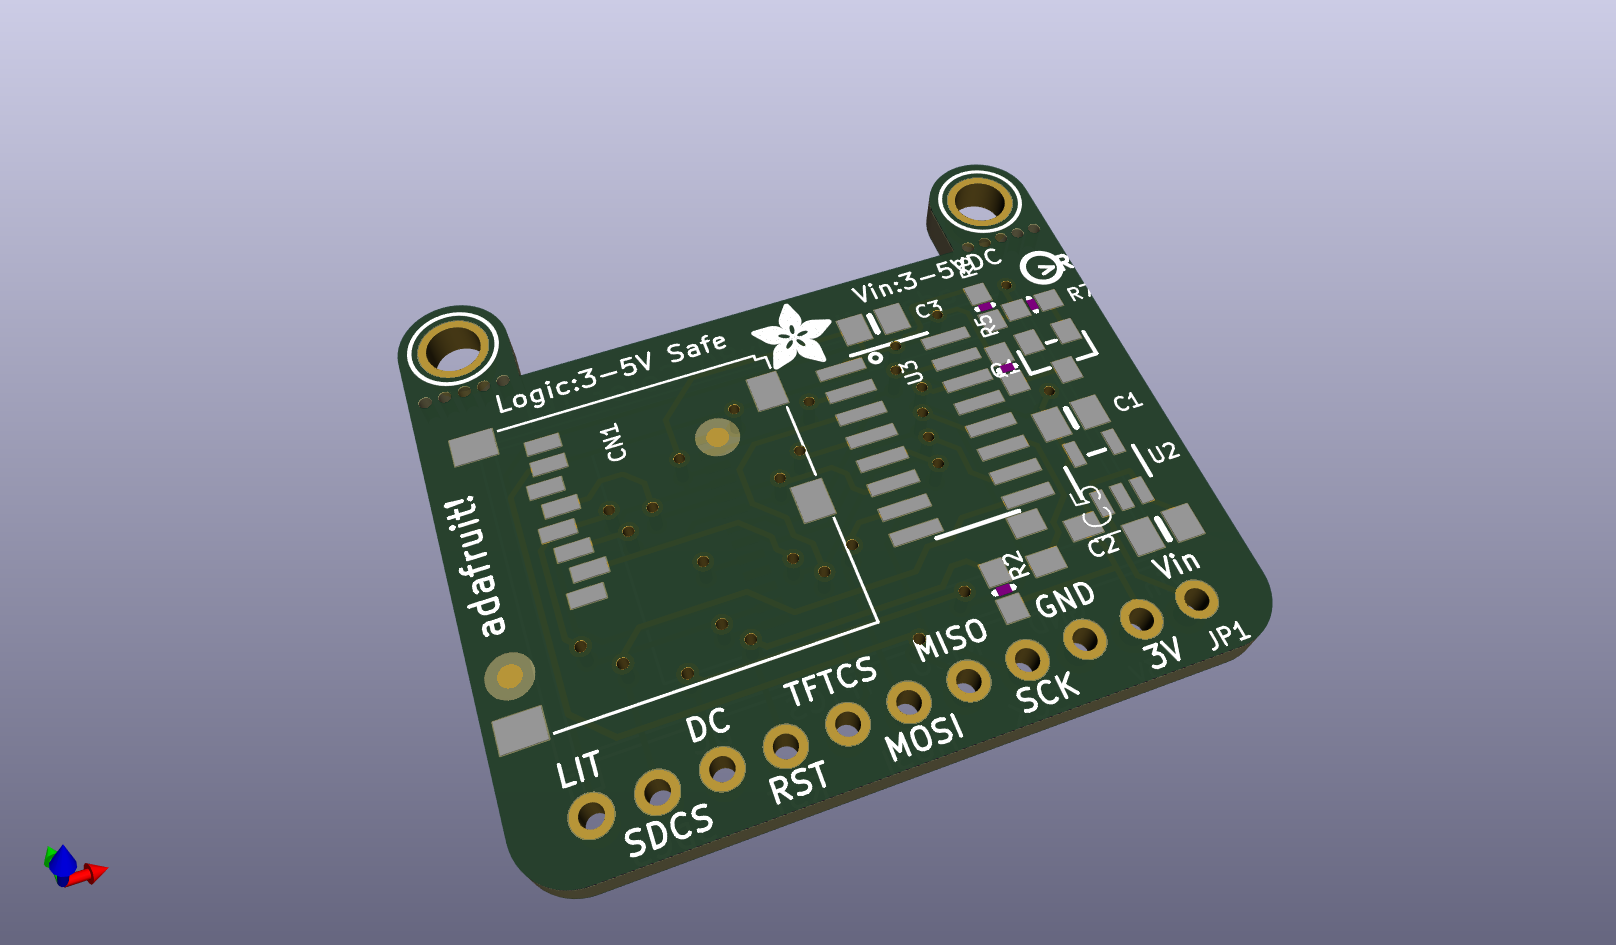 Vin:3-5VDC
R7
C3
R5
Logic:3-5V Safe
U3
Q1
C1
CN1
U2
adafruit!
C5
C2
R2
Vin
GND
MISO
JP1
3V
TFTCS
SCK
DC
MOSI
LIT
RST
SDCS